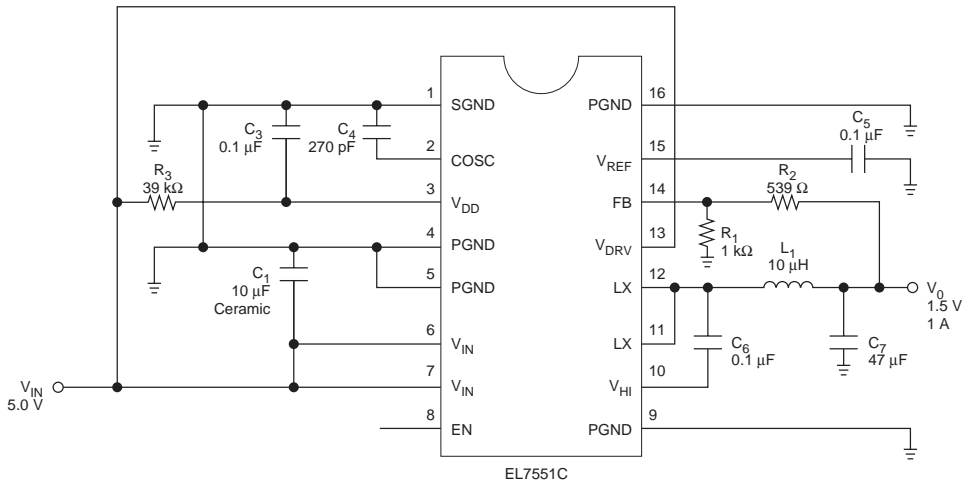 1
SGND
PGND
16
C3
0.1 μF
C4
270 pF
C5
0.1 μF
2
COSC
VREF
15
R3
39 kΩ
R2
539 Ω
3
VDD
FB
14
R1
1 kΩ
4
PGND
VDRV
13
C1
10 μF
Ceramic
L1
10 μH
5
PGND
LX
12
V0
1.5 V
1 A
6
VIN
LX
11
C6
0.1 μF
C7
47 μF
VIN
5.0 V
7
VIN
VHI
10
8
EN
PGND
9
EL7551C